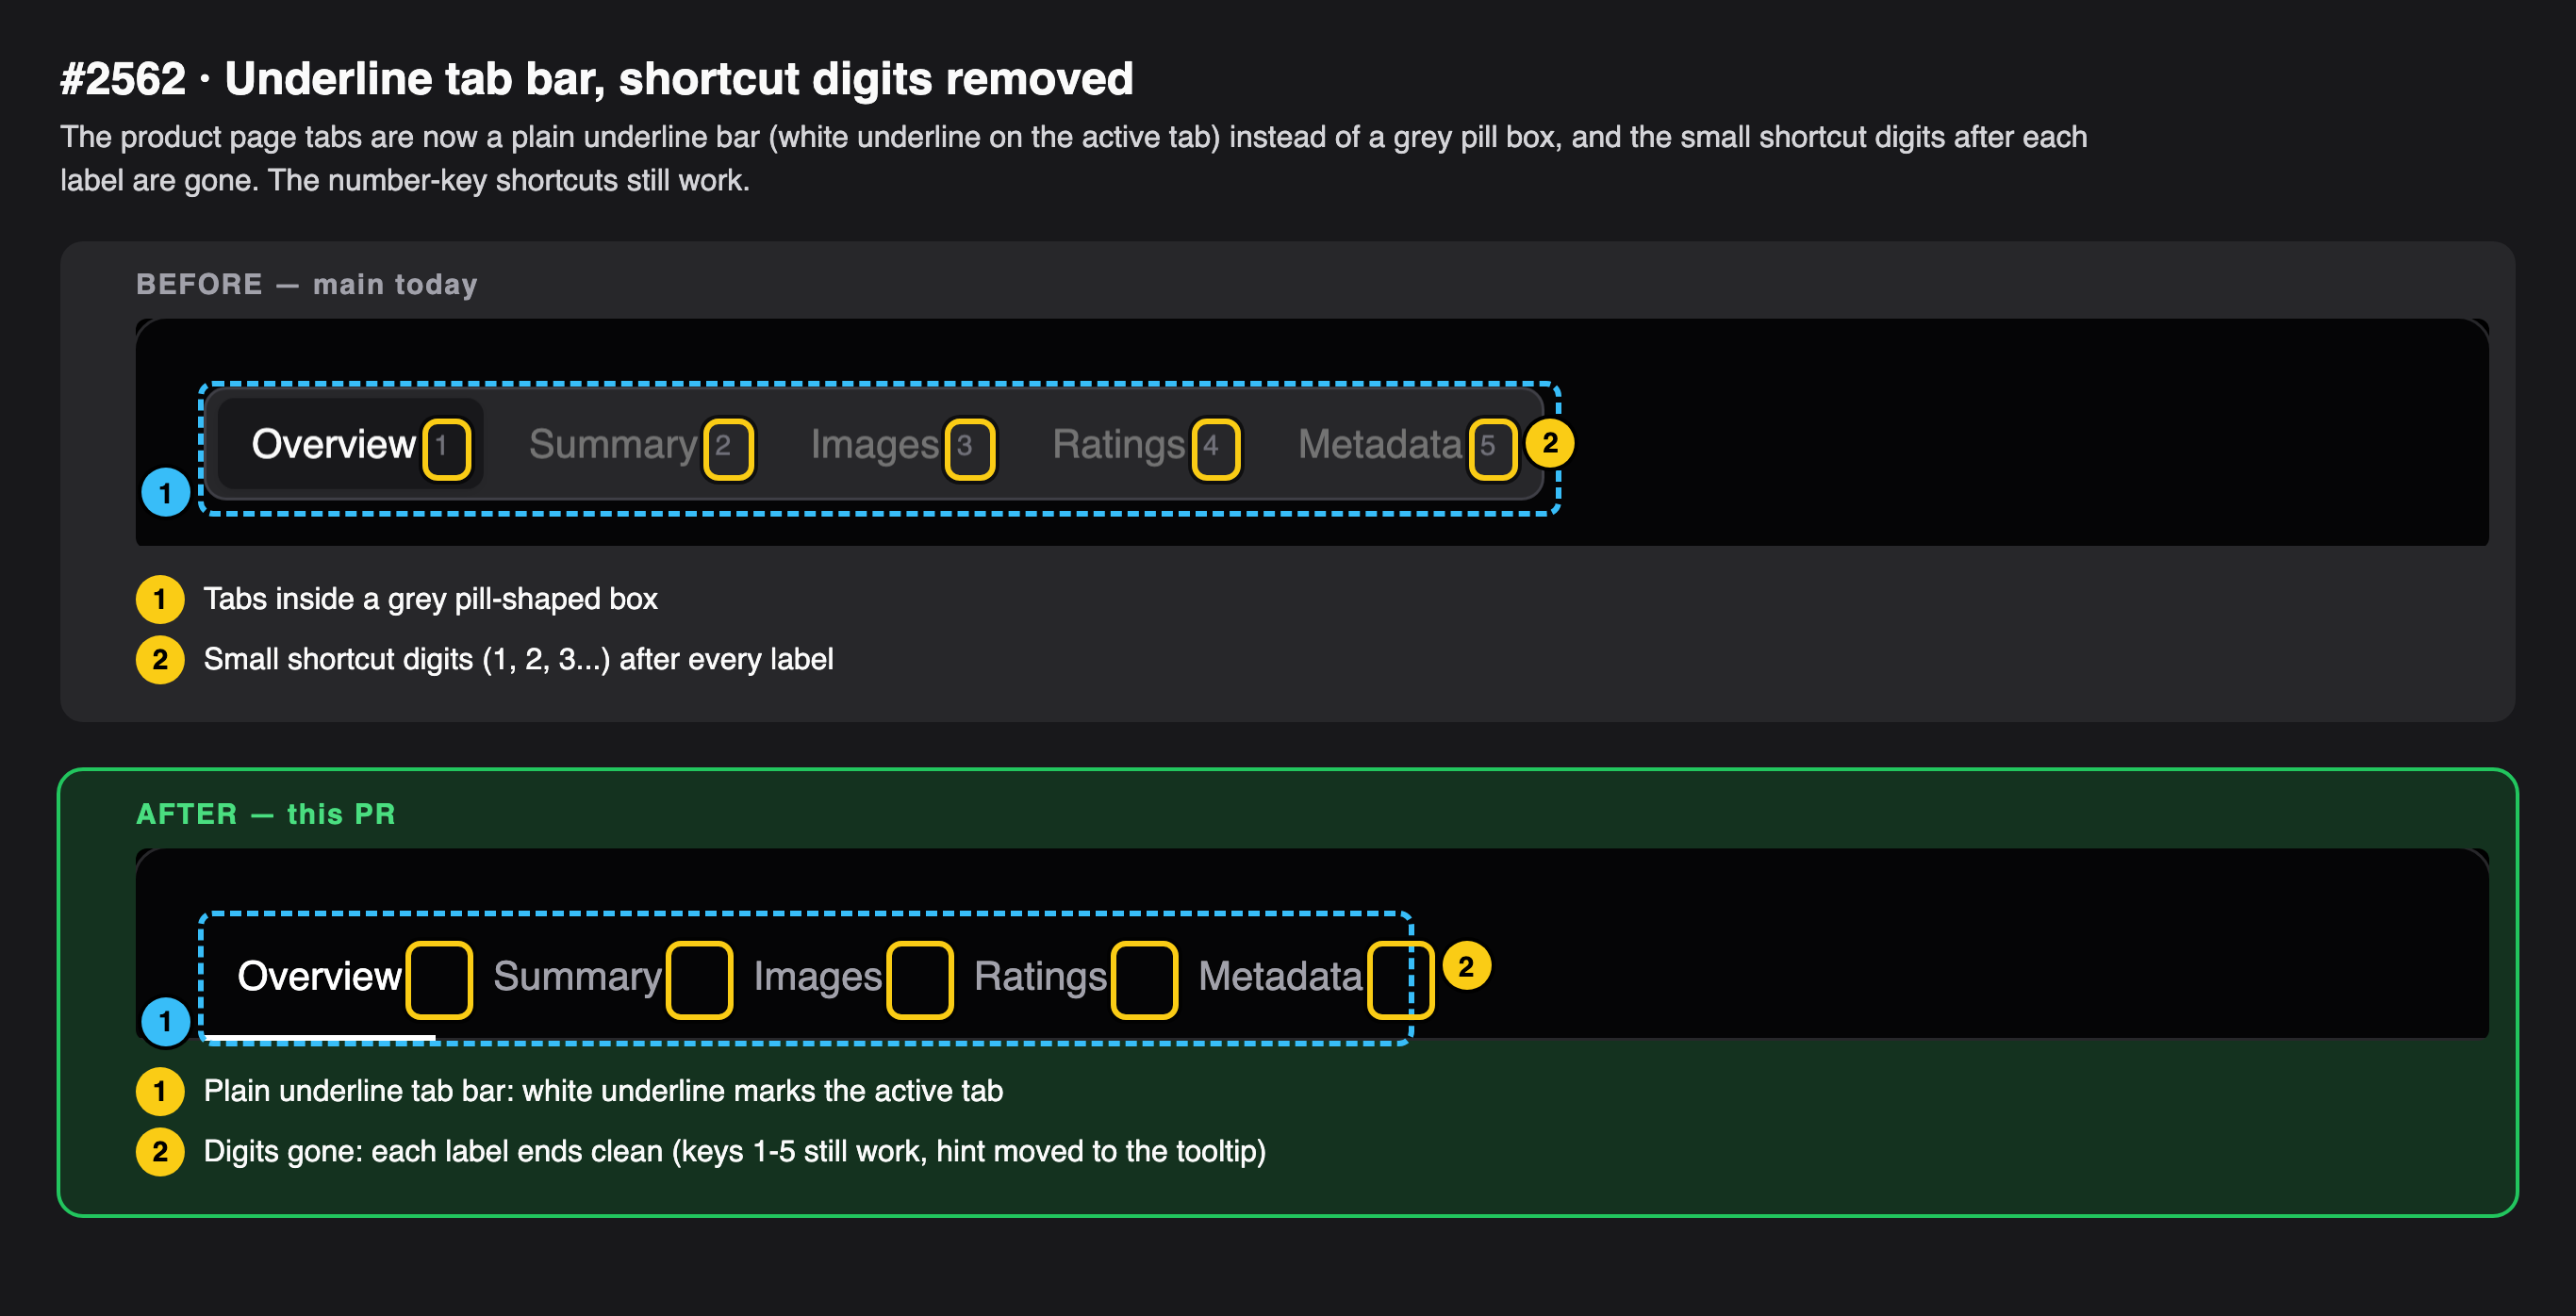 #2562 · Underline tab bar, shortcut digits removed
The product page tabs are now a plain underline bar (white underline on the active tab) instead of a grey pill box, and the small shortcut digits after each
label are gone. The number-key shortcuts still work.
BEFORE — main today
Overview 1 Summary 2 Images 3 Ratings 4 Metadata 5 2
1
1 Tabs inside a grey pill-shaped box
2 Small shortcut digits (1, 2, 3...) after every label
AFTER — this PR
Overview Summary Images Ratings Metadata 2
1
1 Plain underline tab bar: white underline marks the active tab
2 Digits gone: each label ends clean (keys 1-5 still work, hint moved to the tooltip)